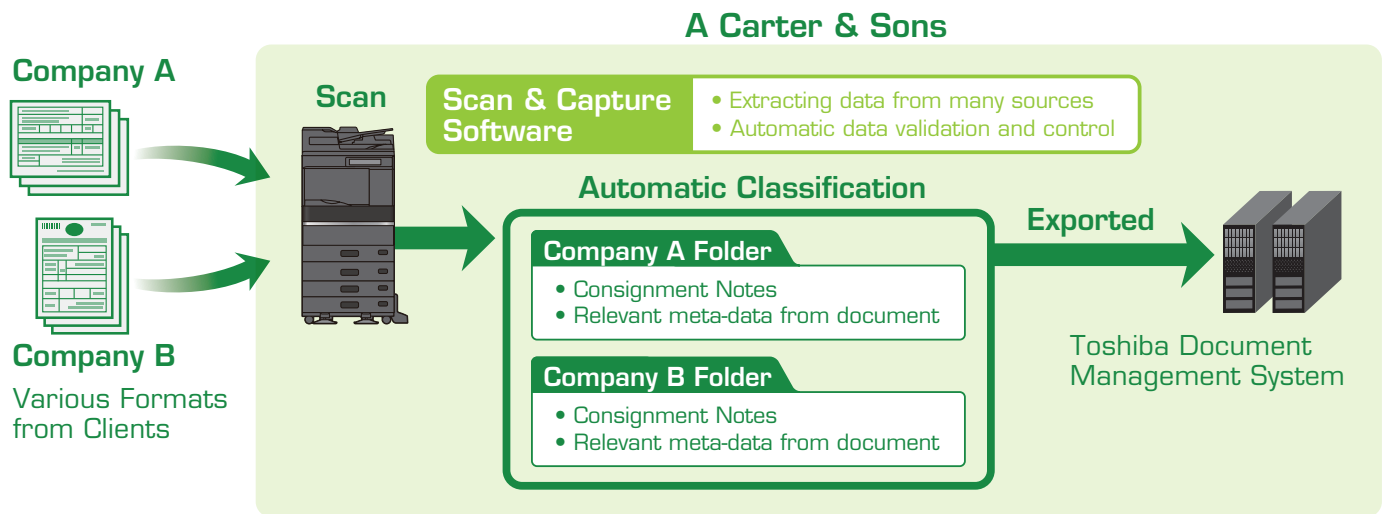 A Carter & Sons
Company A
Company B
Various Formats
from Clients
Scan
Scan & Capture
Software
• Extracting data from many sources
• Automatic data validation and control
Automatic Classification
Company A Folder
• Consignment Notes
• Relevant meta-data from document
Company B Folder
• Consignment Notes
• Relevant meta-data from document
Exported
Toshiba Document
Management System